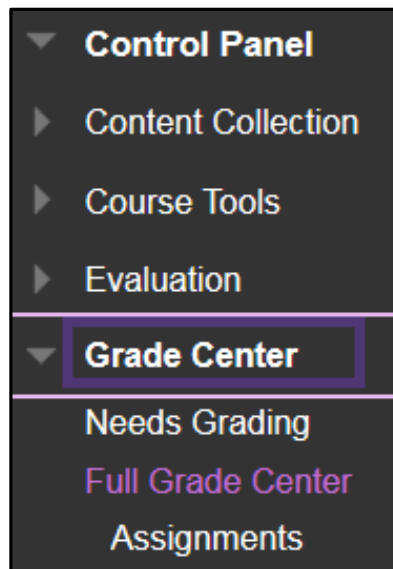 Control Panel
Content Collection
Course Tools
Evaluation
Grade Center
Needs Grading
Full Grade Center
Assignments